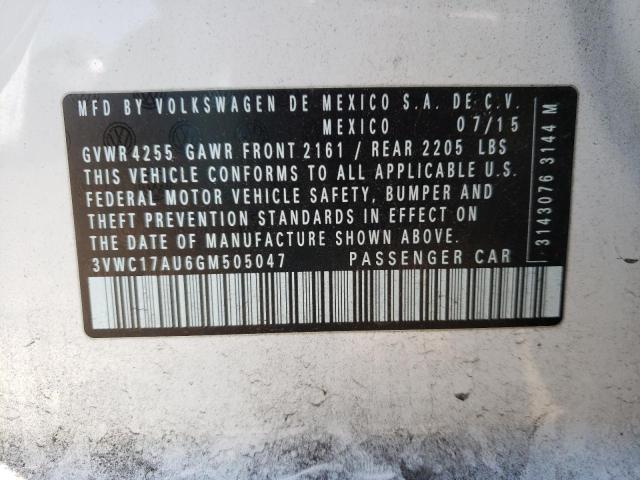 MFD BY VOLKSWAGEN DE MEXICO S.A. DE C.V.
MEXICO 07/15
GVWR 4255 GAWR FRONT 2161 / REAR 2205 LBS
THIS VEHICLE CONFORMS TO ALL APPLICABLE U.S.
FEDERAL MOTOR VEHICLE SAFETY, BUMPER AND
THEFT PREVENTION STANDARDS IN EFFECT ON
THE DATE OF MANUFACTURE SHOWN ABOVE.
3VWC17AU6GM505047 PASSENGER CAR
3143076 3144 M